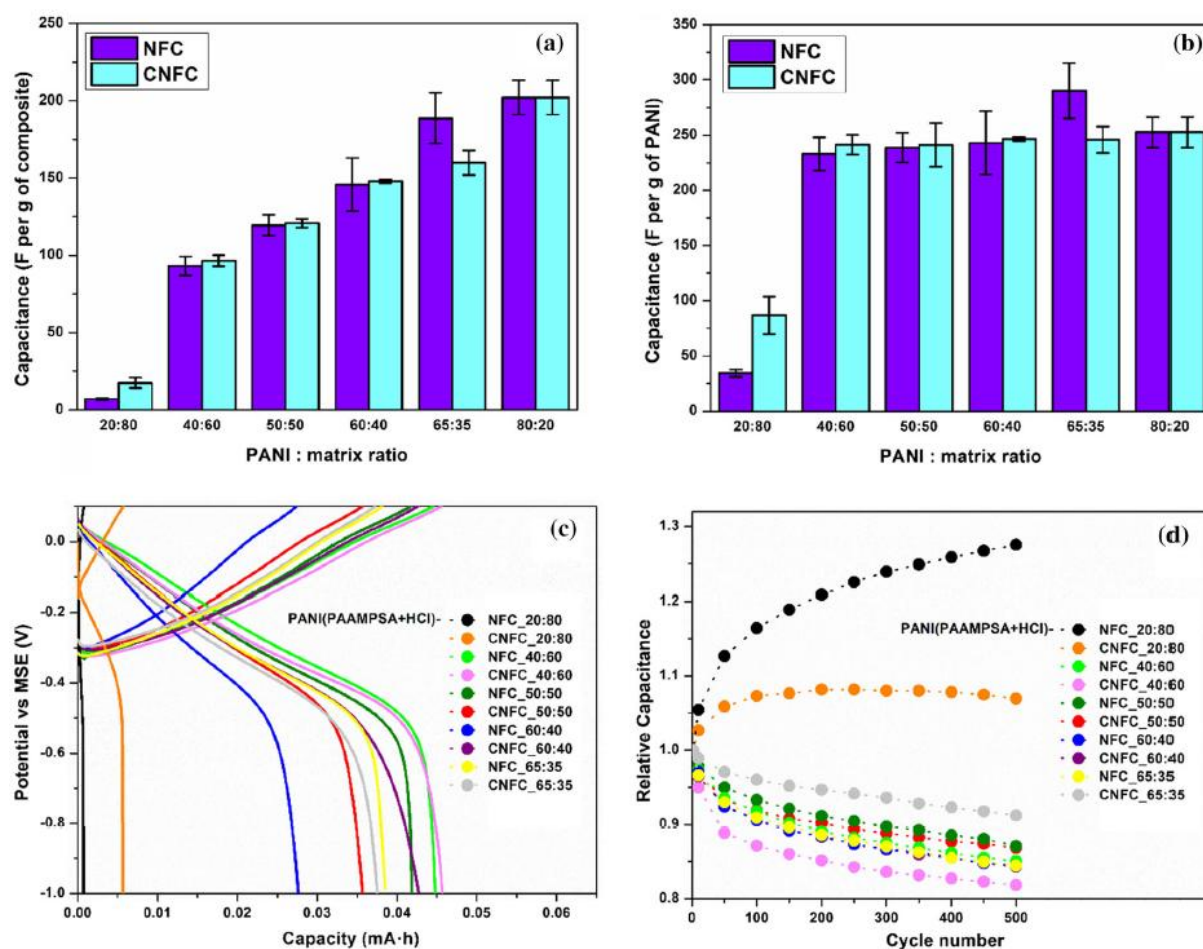 (a)
NFC
CNFC
Capacitance (F per g of composite)
250
200
150
100
50
0
20:80 40:60 50:50 60:40 65:35 80:20
PANI : matrix ratio
(b)
NFC
CNFC
Capacitance (F per g of PANI)
350
300
250
200
150
100
50
0
20:80 40:60 50:50 60:40 65:35 80:20
PANI : matrix ratio
(c)
Potential vs MSE (V)
0.0
-0.2
-0.4
-0.6
-0.8
-1.0
PANI(PAAMPSA+HCl)-
NFC_20:80
CNFC_20:80
NFC_40:60
CNFC_40:60
NFC_50:50
CNFC_50:50
NFC_60:40
CNFC_60:40
NFC_65:35
CNFC_65:35
0.00 0.01 0.02 0.03 0.04 0.05 0.06
Capacity (mA·h)
(d)
Relative Capacitance
1.3
1.2
1.1
1.0
0.9
0.8
PANI(PAAMPSA+HCl)-
NFC_20:80
CNFC_20:80
NFC_40:60
CNFC_40:60
NFC_50:50
CNFC_50:50
NFC_60:40
CNFC_60:40
NFC_65:35
CNFC_65:35
0 100 200 300 400 500
Cycle number